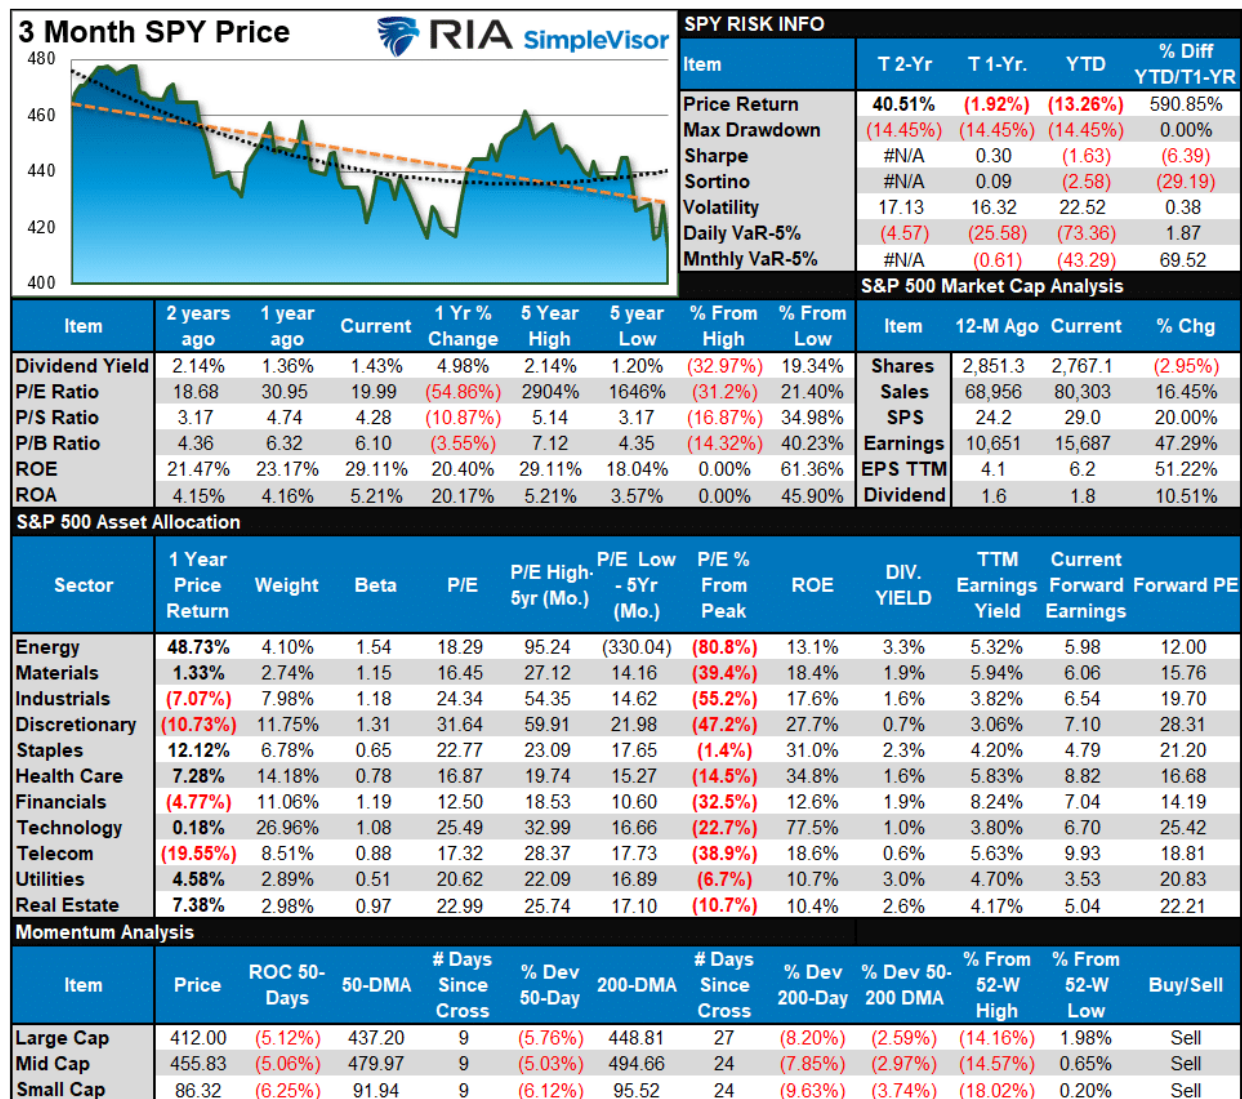 3 Month SPY Price
RIA SimpleVisor
480
460
440
420
400
SPY RISK INFO
Item T 2-Yr T 1-Yr. YTD % Diff YTD/T1-YR
Price Return 40.51% (1.92%) (13.26%) 590.85%
Max Drawdown (14.45%) (14.45%) (14.45%) 0.00%
Sharpe #N/A 0.30 (1.63) (6.39)
Sortino #N/A 0.09 (2.58) (29.19)
Volatility 17.13 16.32 22.52 0.38
Daily VaR-5% (4.57) (25.58) (73.36) 1.87
Mnthly VaR-5% #N/A (0.61) (43.29) 69.52
Item 2 years ago 1 year ago Current 1 Yr % Change 5 Year High 5 year Low % From High % From Low
Dividend Yield 2.14% 1.36% 1.43% 4.98% 2.14% 1.20% (32.97%) 19.34%
P/E Ratio 18.68 30.95 19.99 (54.86%) 2904% 1646% (31.2%) 21.40%
P/S Ratio 3.17 4.74 4.28 (10.87%) 5.14 3.17 (16.87%) 34.98%
P/B Ratio 4.36 6.32 6.10 (3.55%) 7.12 4.35 (14.32%) 40.23%
ROE 21.47% 23.17% 29.11% 20.40% 29.11% 18.04% 0.00% 61.36%
ROA 4.15% 4.16% 5.21% 20.17% 5.21% 3.57% 0.00% 45.90%
S&P 500 Market Cap Analysis
Item 12-M Ago Current % Chg
Shares 2,851.3 2,767.1 (2.95%)
Sales 68,956 80,303 16.45%
SPS 24.2 29.0 20.00%
Earnings 10,651 15,687 47.29%
EPS TTM 4.1 6.2 51.22%
Dividend 1.6 1.8 10.51%
S&P 500 Asset Allocation
Sector 1 Year Price Return Weight Beta P/E P/E High-5yr (Mo.) P/E Low - 5Yr (Mo.) P/E % From Peak ROE DIV. YIELD TTM Earnings Yield Current Forward Earnings Forward PE
Energy 48.73% 4.10% 1.54 18.29 95.24 (330.04) (80.8%) 13.1% 3.3% 5.32% 5.98 12.00
Materials 1.33% 2.74% 1.15 16.45 27.12 14.16 (39.4%) 18.4% 1.9% 5.94% 6.06 15.76
Industrials (7.07%) 7.98% 1.18 24.34 54.35 14.62 (55.2%) 17.6% 1.6% 3.82% 6.54 19.70
Discretionary (10.73%) 11.75% 1.31 31.64 59.91 21.98 (47.2%) 27.7% 0.7% 3.06% 7.10 28.31
Staples 12.12% 6.78% 0.65 22.77 23.09 17.65 (1.4%) 31.0% 2.3% 4.20% 4.79 21.20
Health Care 7.28% 14.18% 0.78 16.87 19.74 15.27 (14.5%) 34.8% 1.6% 5.83% 8.82 16.68
Financials (4.77%) 11.06% 1.19 12.50 18.53 10.60 (32.5%) 12.6% 1.9% 8.24% 7.04 14.19
Technology 0.18% 26.96% 1.08 25.49 32.99 16.66 (22.7%) 77.5% 1.0% 3.80% 6.70 25.42
Telecom (19.55%) 8.51% 0.88 17.32 28.37 17.73 (38.9%) 18.6% 0.6% 5.63% 9.93 18.81
Utilities 4.58% 2.89% 0.51 20.62 22.09 16.89 (6.7%) 10.7% 3.0% 4.70% 3.53 20.83
Real Estate 7.38% 2.98% 0.97 22.99 25.74 17.10 (10.7%) 10.4% 2.6% 4.17% 5.04 22.21
Momentum Analysis
Item Price ROC 50-Days 50-DMA # Days Since Cross % Dev 50-Day 200-DMA # Days Since Cross % Dev 200-Day % Dev 50-200 DMA % From 52-W High % From 52-W Low Buy/Sell
Large Cap 412.00 (5.12%) 437.20 9 (5.76%) 448.81 27 (8.20%) (2.59%) (14.16%) 1.98% Sell
Mid Cap 455.83 (5.06%) 479.97 9 (5.03%) 494.66 24 (7.85%) (2.97%) (14.57%) 0.65% Sell
Small Cap 86.32 (6.25%) 91.94 9 (6.12%) 95.52 24 (9.63%) (3.74%) (18.02%) 0.20% Sell